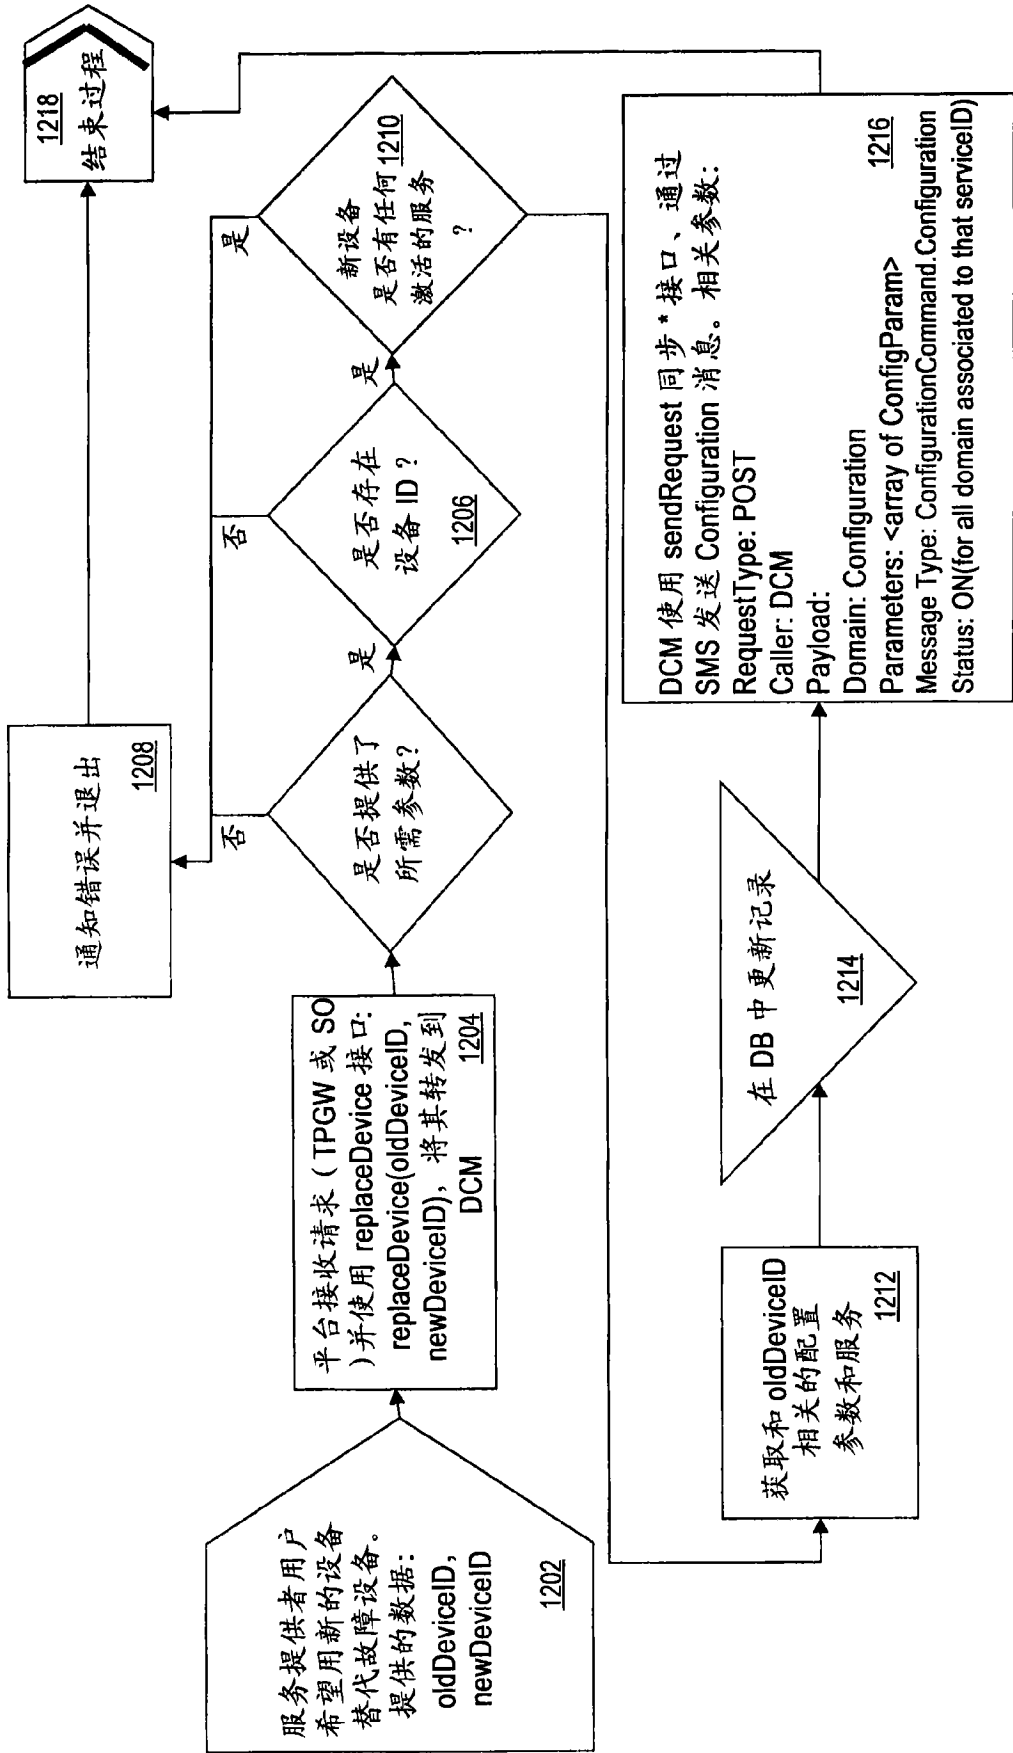 服务提供者用户
希望用新的设备
替代故障设备。
提供的数据:
oldDeviceID,
newDeviceID
1202
平台接收请求（TPGW 或 SO
）并使用 replaceDevice 接口:
replaceDevice(oldDeviceID,
newDeviceID)，将其转发到
DCM
1204
是否提供了
所需参数?
否
是
是否存在
设备 ID？
1206
否
是
新设备
是否有任何
激活的服务
?
1210
是
通知错误并退出
1208
1218
结束过程
获取和 oldDeviceID
相关的配置
参数和服务
1212
在 DB 中更新记录
1214
DCM 使用 sendRequest 同步 * 接口、通过
SMS 发送 Configuration 消息。相关参数:
RequestType: POST
Caller: DCM
Payload:
Domain: Configuration
Parameters: <array of ConfigParam>
Message Type: ConfigurationCommand.Configuration
Status: ON(for all domain associated to that serviceID)
1216